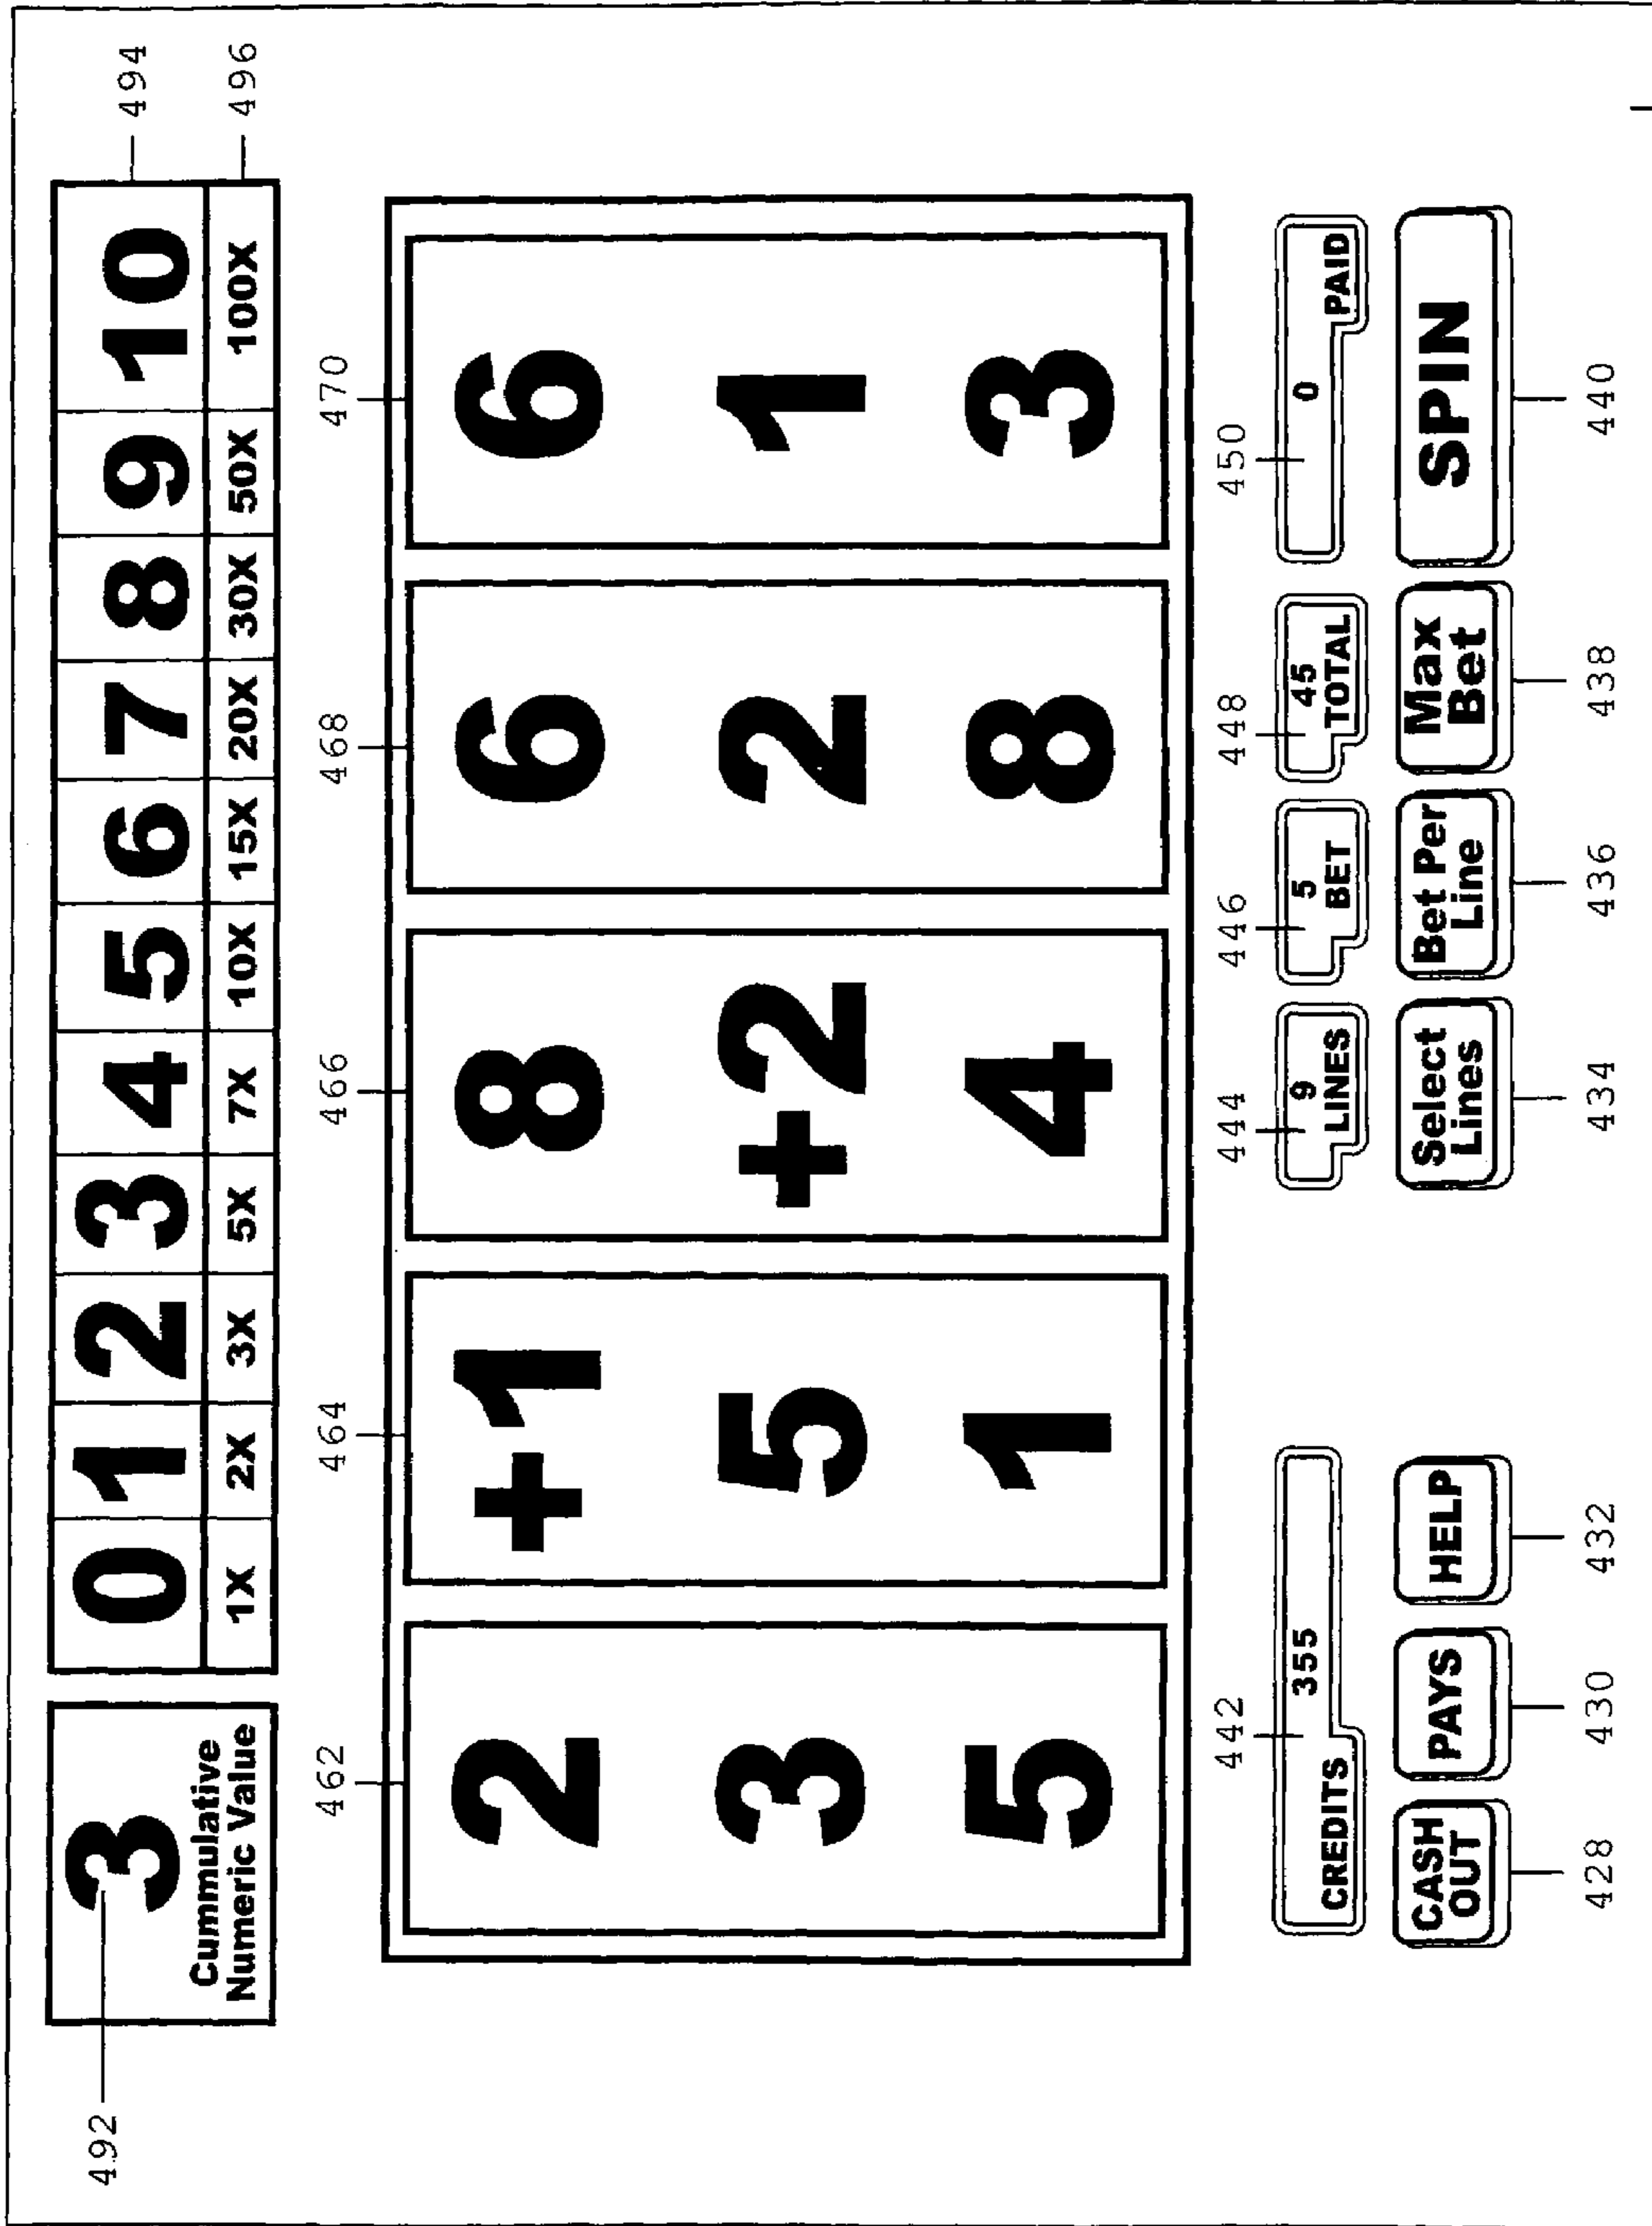 492
3
Cummulative
Numeric Value
0 1 2 3 4 5 6 7 8 9 10
494
1X 2X 3X 5X 7X 10X 15X 20X 30X 50X 100X
496
462 464 466 468 470
2 +1 8 6 6
3 5 +2 2 1
5 1 4 8 3
442 444 446 448 450
355 9 5 45 0
CREDITS LINES BET TOTAL PAID
CASH
OUT
PAYS
HELP
Select
Lines
Bet Per
Line
Max
Bet
SPIN
428 430 432 434 436 438 440